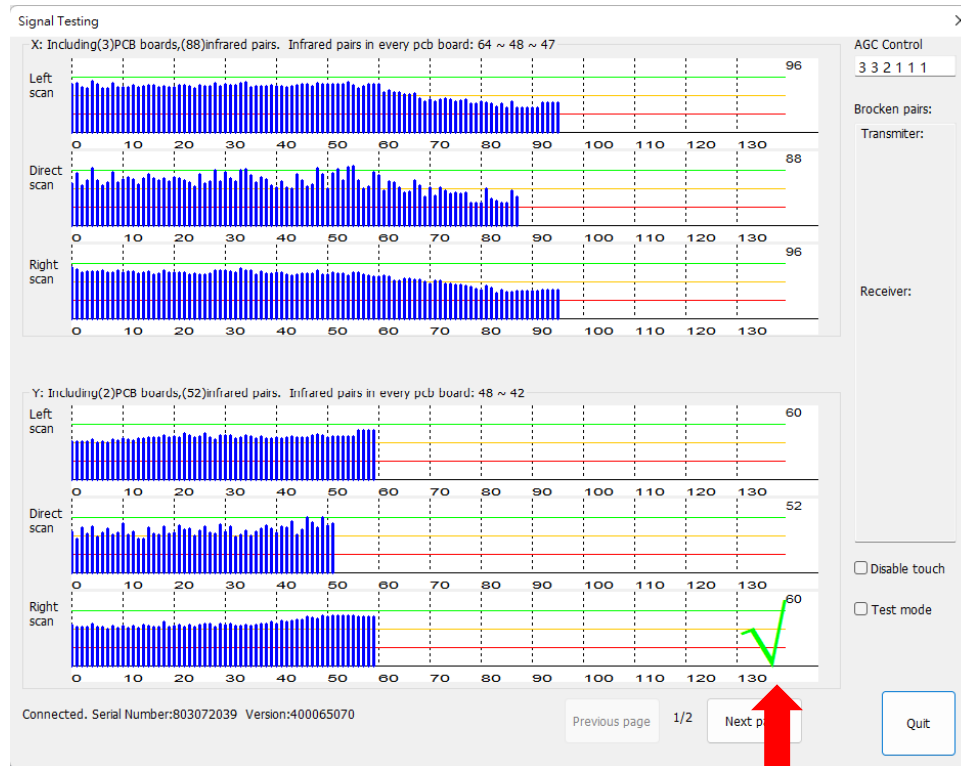 Signal Testing
X: Including(3)PCB boards,(88)infrared pairs. Infrared pairs in every pcb board: 64 ~ 48 ~ 47
Left scan
96
0 10 20 30 40 50 60 70 80 90 100 110 120 130
Direct scan
88
0 10 20 30 40 50 60 70 80 90 100 110 120 130
Right scan
96
0 10 20 30 40 50 60 70 80 90 100 110 120 130
Y: Including(2)PCB boards,(52)infrared pairs. Infrared pairs in every pcb board: 48 ~ 42
Left scan
60
0 10 20 30 40 50 60 70 80 90 100 110 120 130
Direct scan
52
0 10 20 30 40 50 60 70 80 90 100 110 120 130
Right scan
60
0 10 20 30 40 50 60 70 80 90 100 110 120 130
AGC Control
3 3 2 1 1 1
Brocken pairs:
Transmiter:
Receiver:
Disable touch
Test mode
Connected. Serial Number:803072039 Version:400065070
Previous page
1/2
Next p
Quit